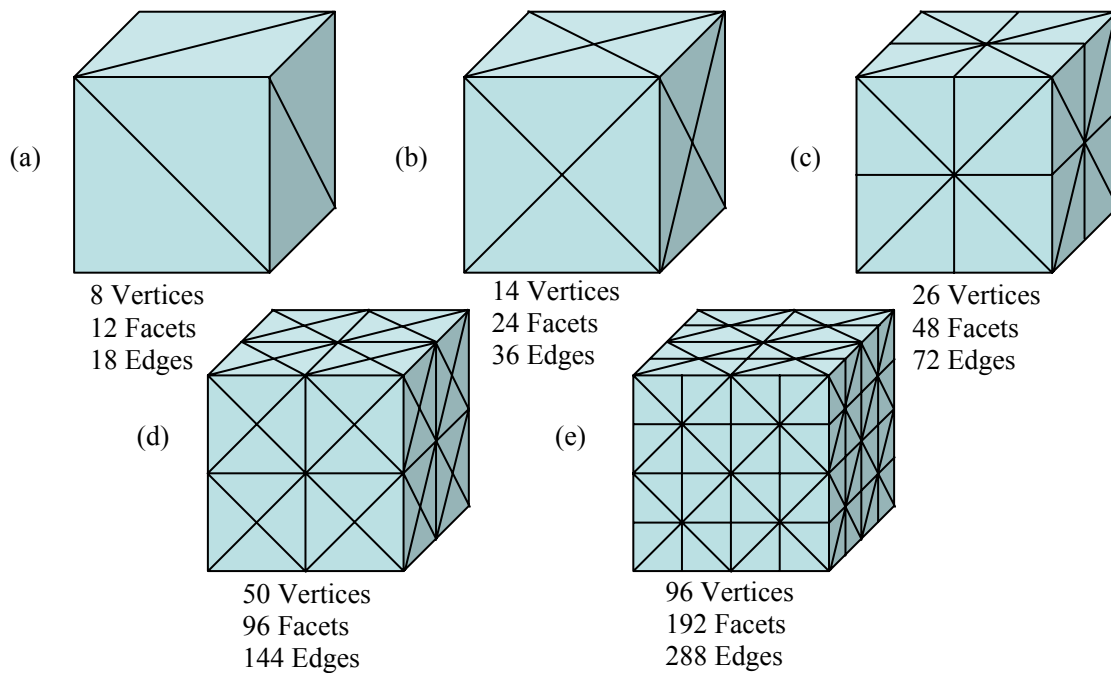 (a)
8 Vertices
12 Facets
18 Edges
(b)
14 Vertices
24 Facets
36 Edges
(c)
26 Vertices
48 Facets
72 Edges
(d)
50 Vertices
96 Facets
144 Edges
(e)
96 Vertices
192 Facets
288 Edges